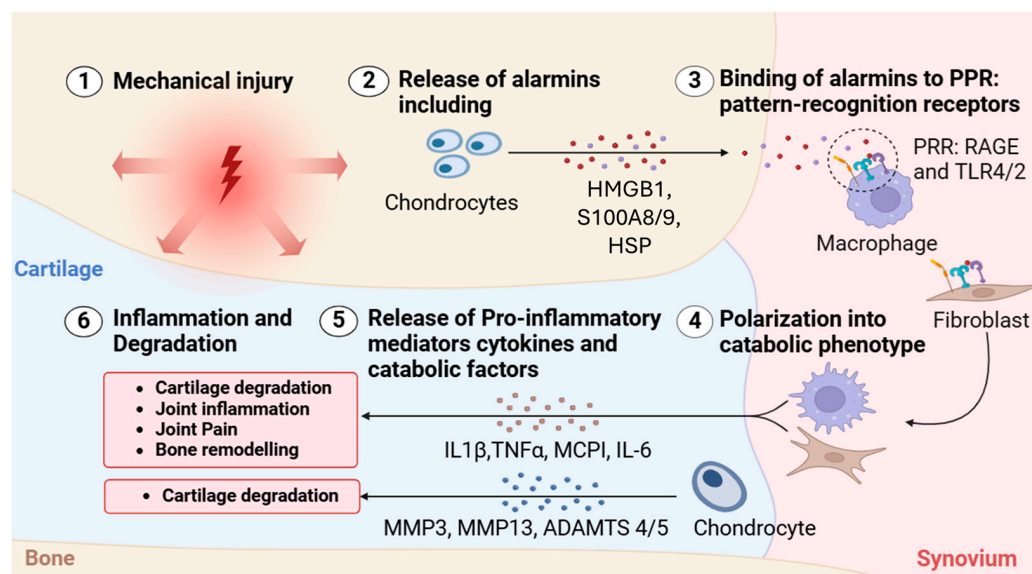 1 Mechanical injury
2 Release of alarmins
including
Chondrocytes
HMGB1,
S100A8/9,
HSP
3 Binding of alarmins to PPR:
pattern-recognition receptors
PRR: RAGE
and TLR4/2
Macrophage
Fibroblast
Cartilage
4 Polarization into
catabolic phenotype
5 Release of Pro-inflammatory
mediators cytokines and
catabolic factors
IL1β,TNFα, MCPI, IL-6
Chondrocyte
MMP3, MMP13, ADAMTS 4/5
6 Inflammation and
Degradation
• Cartilage degradation
• Joint inflammation
• Joint Pain
• Bone remodelling
• Cartilage degradation
Bone
Synovium